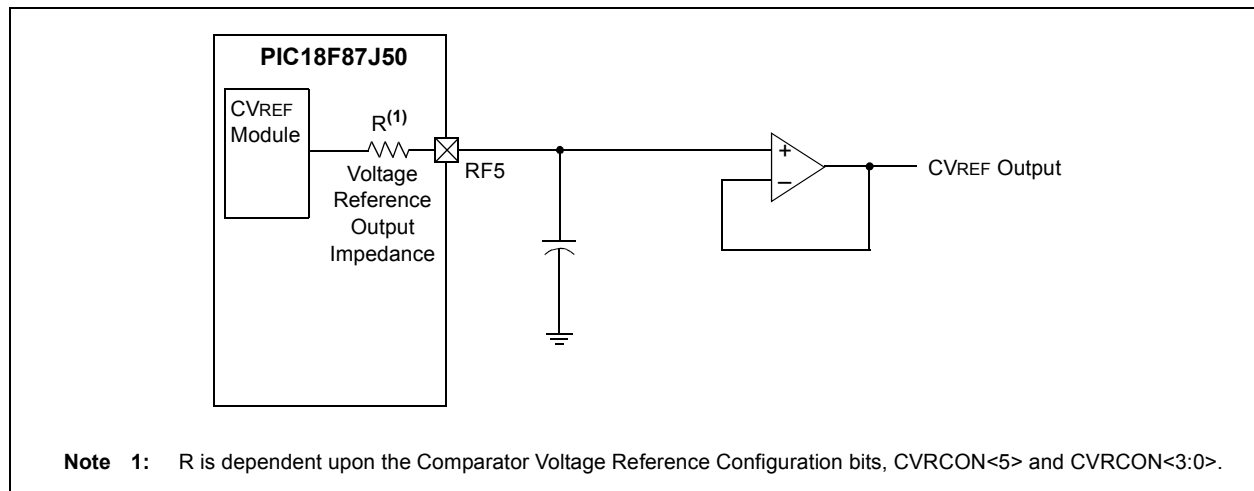 PIC18F87J50
CVREF
Module
R(1)
Voltage
Reference
Output
Impedance
RF5
+
–
CVREF Output
Note 1: R is dependent upon the Comparator Voltage Reference Configuration bits, CVRCON<5> and CVRCON<3:0>.